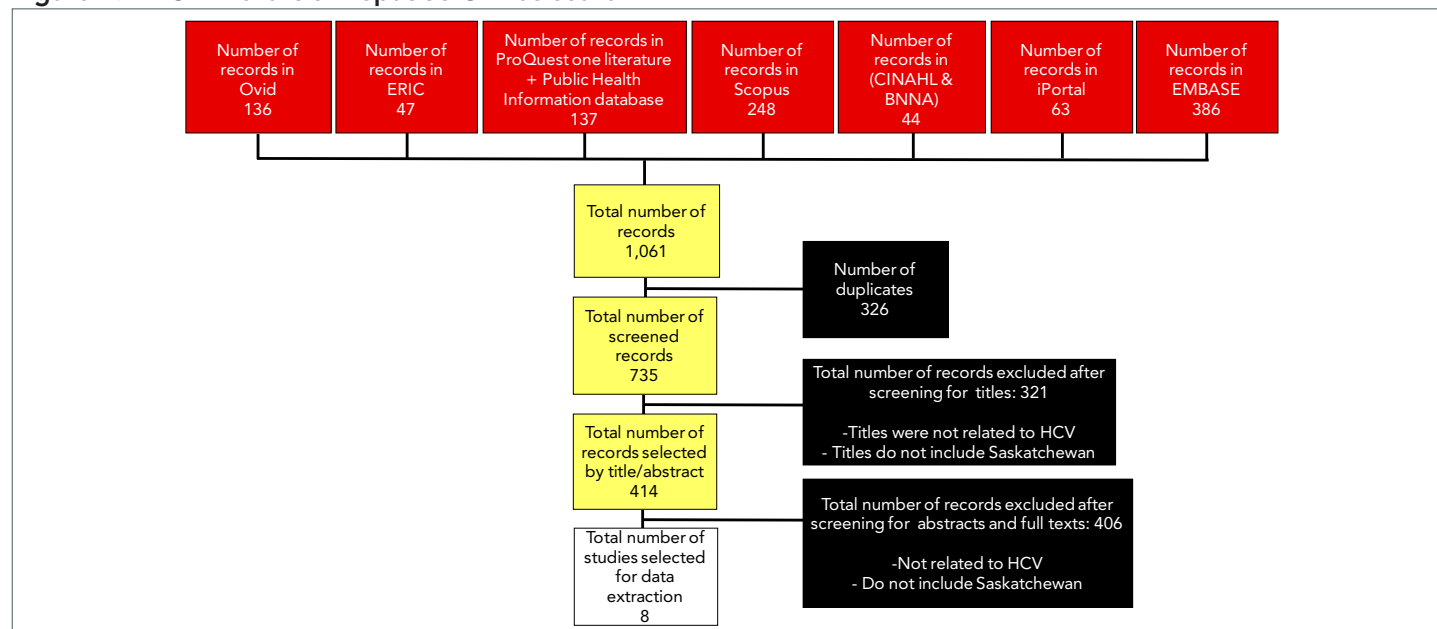 Number of
records in
Ovid
136
Number of
records in
ERIC
47
Number of records in
ProQuest one literature
+ Public Health
Information database
137
Number of
records in
Scopus
248
Number of
records in
(CINAHL &
BNNA)
44
Number of
records in
iPortal
63
Number of
records in
EMBASE
386
Total number of
records
1,061
Number of
duplicates
326
Total number of
screened
records
735
Total number of records excluded after
screening for titles: 321
-Titles were not related to HCV
- Titles do not include Saskatchewan
Total number of
records selected
by title/abstract
414
Total number of records excluded after
screening for abstracts and full texts: 406
-Not related to HCV
- Do not include Saskatchewan
Total number of
studies selected
for data
extraction
8